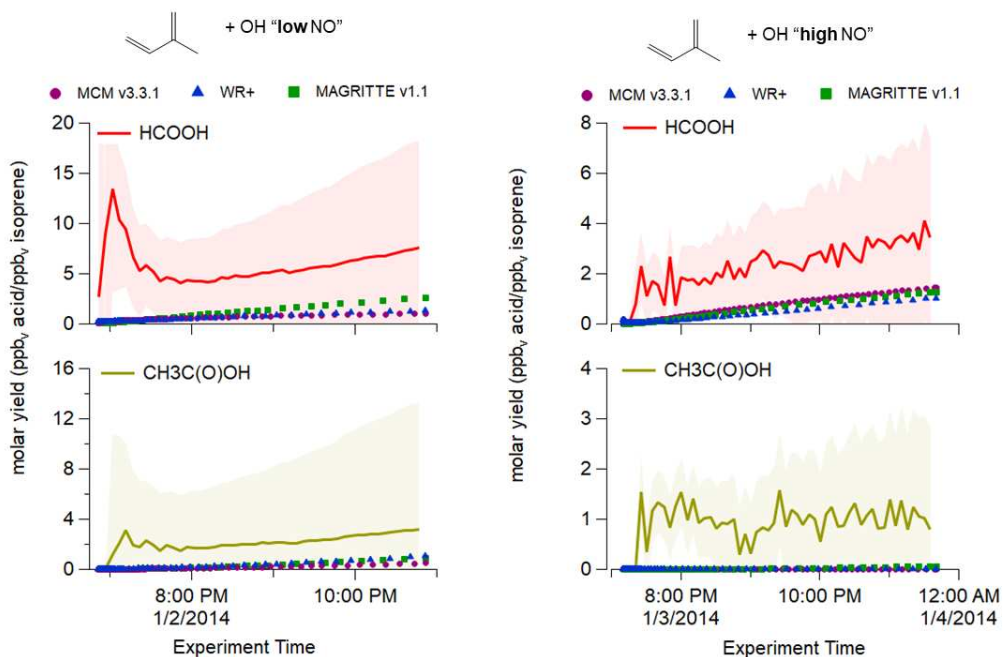 + OH "low NO"
MCM v3.3.1 WR+ MAGRITTE v1.1
20
15
10
5
0
HCOOH
molar yield (ppbv acid/ppbv isoprene)
16
12
8
4
0
CH3C(O)OH
8:00 PM
1/2/2014
10:00 PM
Experiment Time
+ OH "high NO"
MCM v3.3.1 WR+ MAGRITTE v1.1
8
6
4
2
0
HCOOH
molar yield (ppbv acid/ppbv isoprene)
4
3
2
1
0
CH3C(O)OH
8:00 PM
1/3/2014
10:00 PM
12:00 AM
1/4/2014
Experiment Time